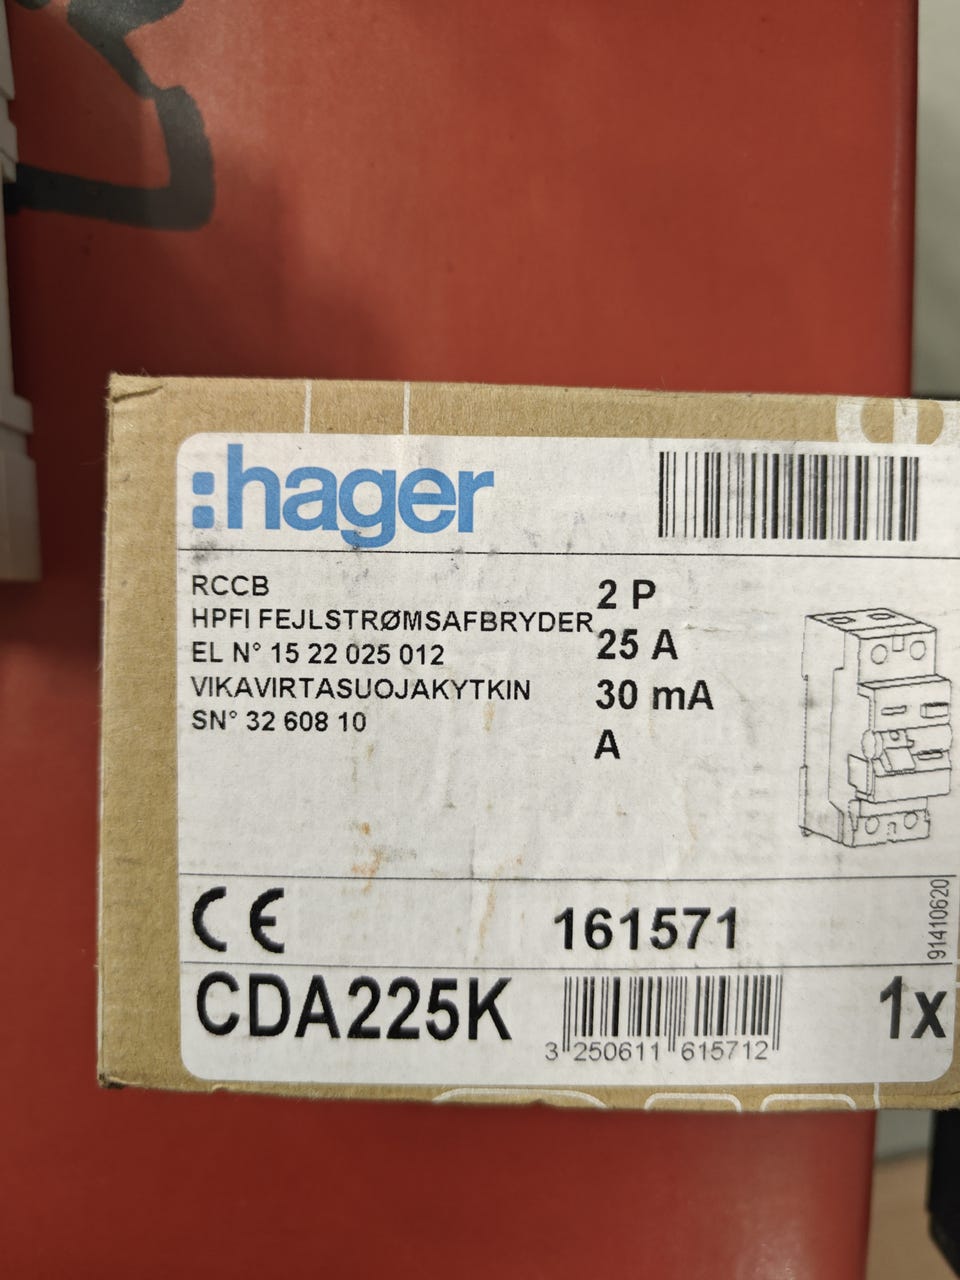 :hager
RCCB
HPFI FEJLSTRØMSAFBRYDER
EL N° 15 22 025 012
VIKAVIRTASUOJAKYTKIN
SN° 32 608 10
2 P
25 A
30 mA
A
CE
161571
91410620
CDA225K
3 250611 615712
1x